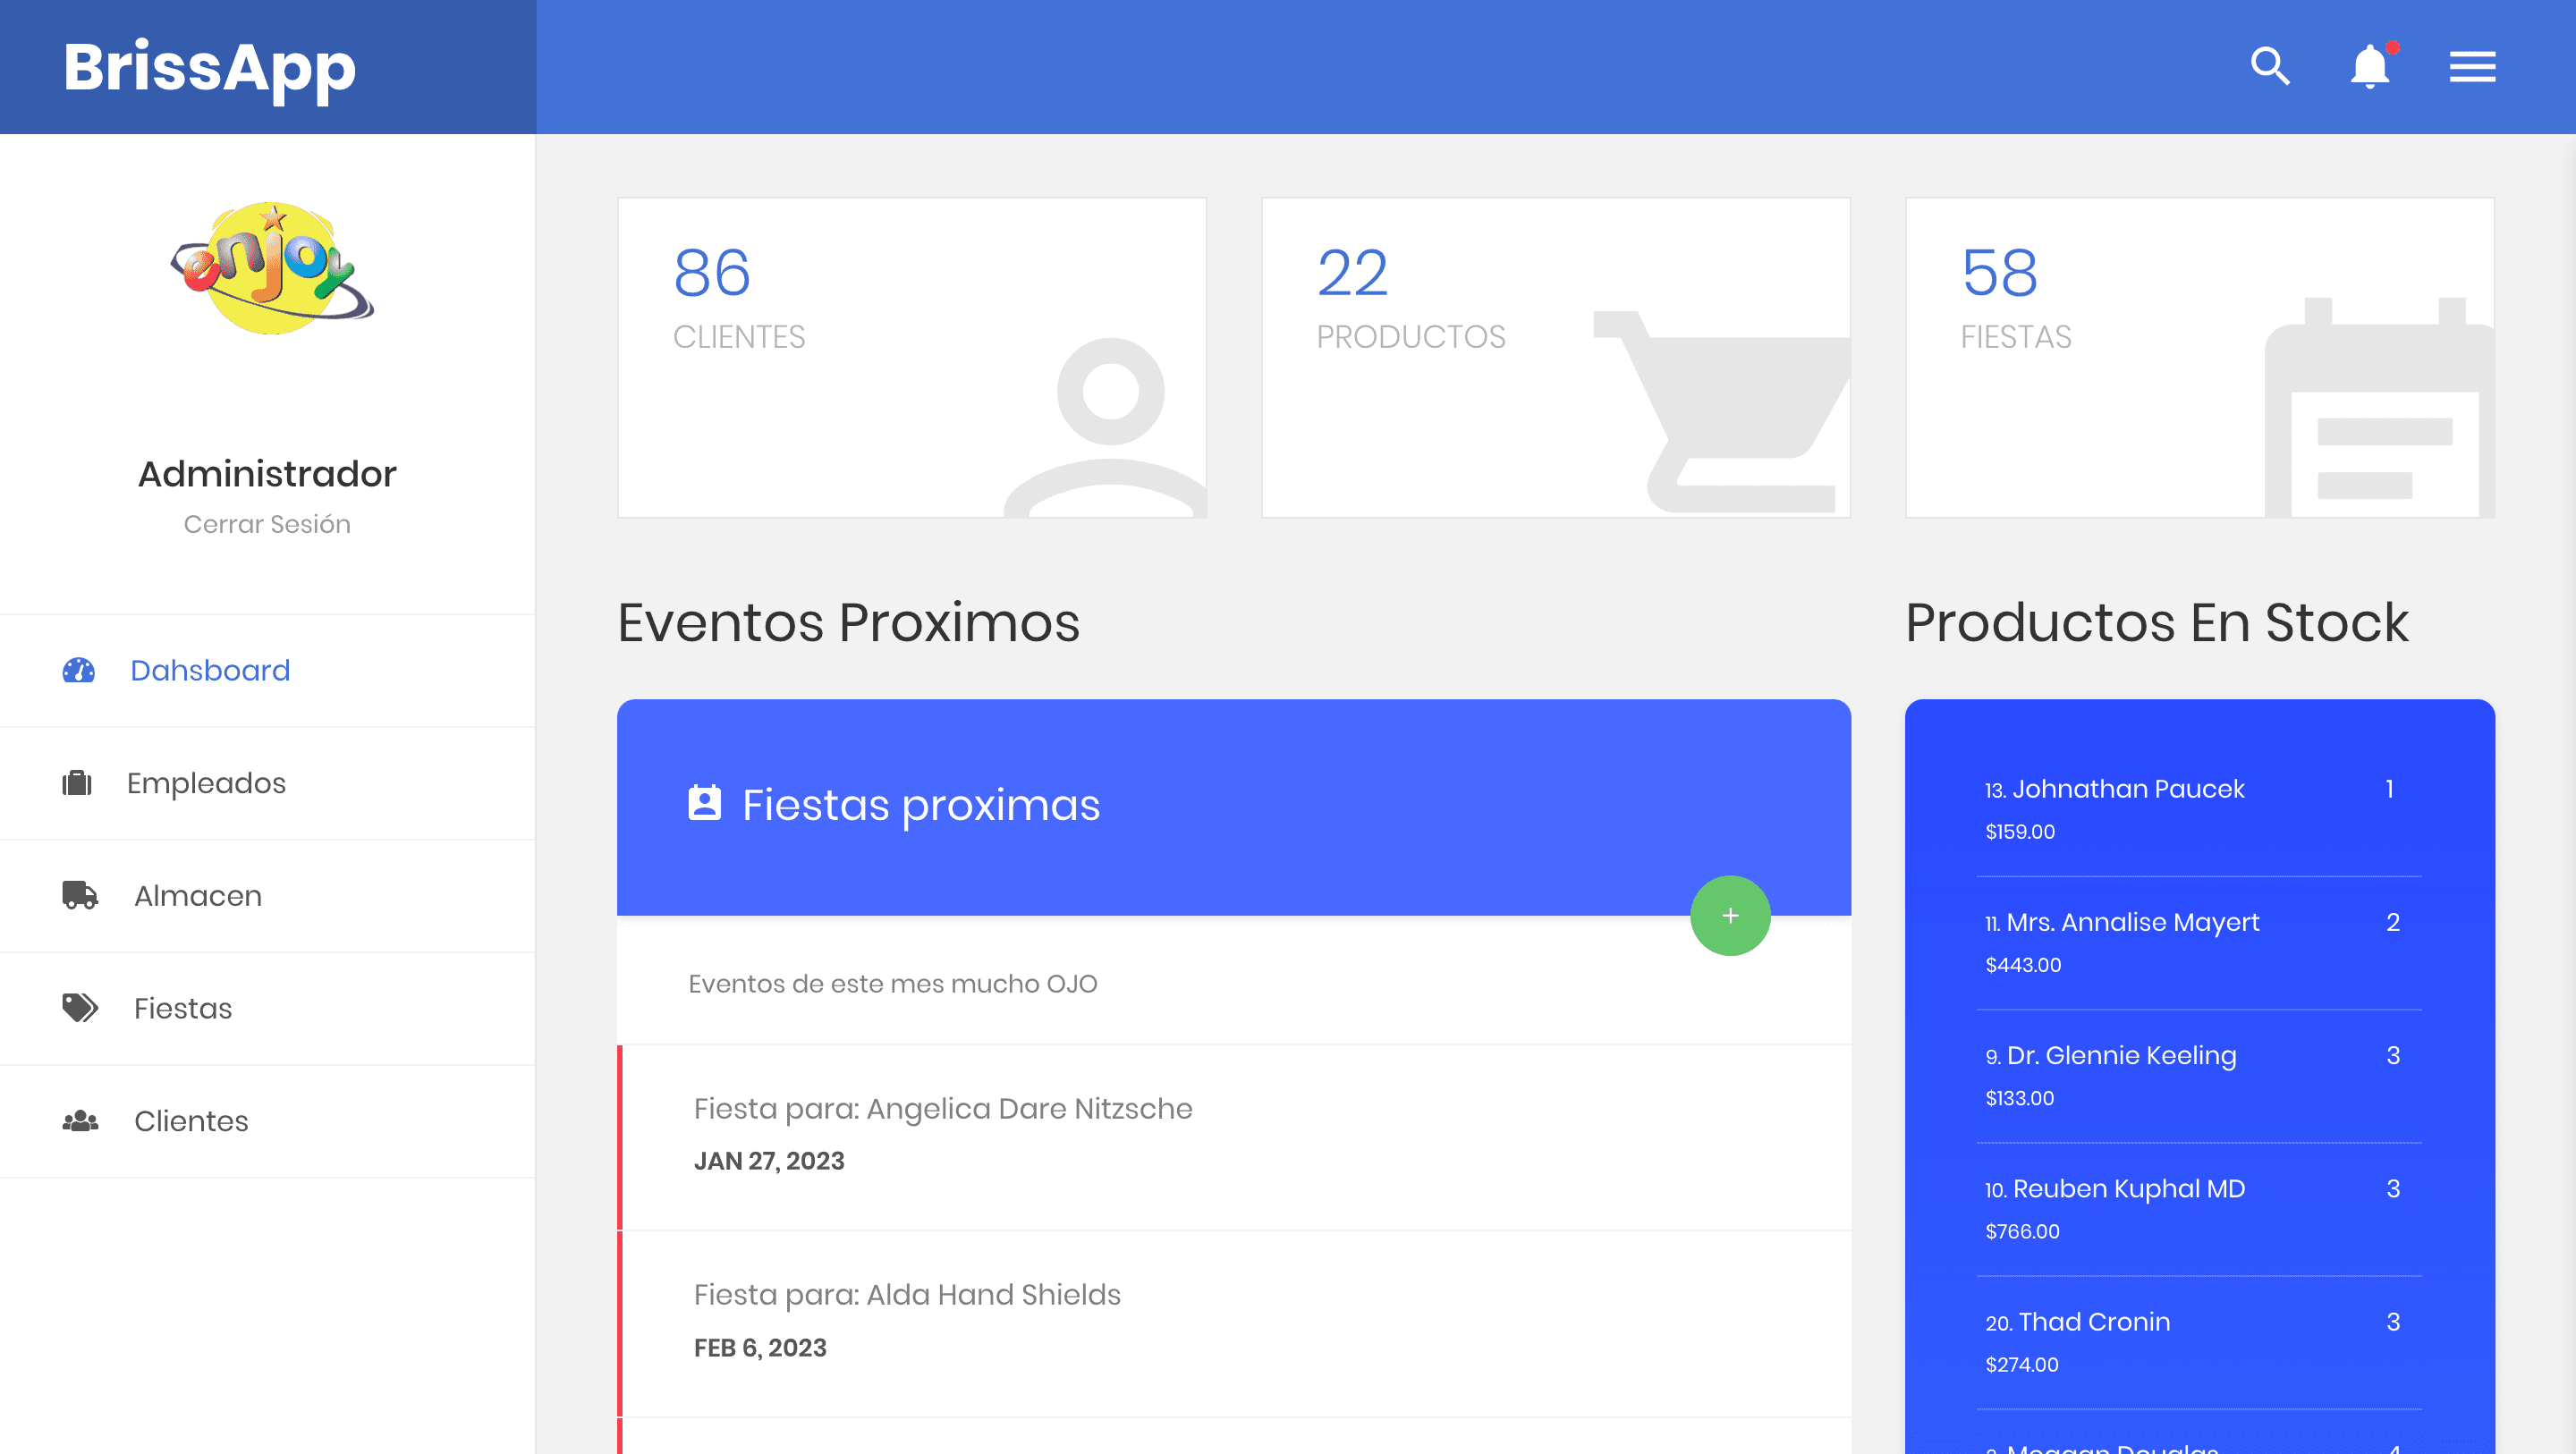 BrissApp
enjoy
Administrador
Cerrar Sesión
Dahsboard
Empleados
Almacen
Fiestas
Clientes
86
CLIENTES
22
PRODUCTOS
58
FIESTAS
Eventos Proximos
Fiestas proximas
+
Eventos de este mes mucho OJO
Fiesta para: Angelica Dare Nitzsche
JAN 27, 2023
Fiesta para: Alda Hand Shields
FEB 6, 2023
Productos En Stock
13. Johnathan Paucek 1
$159.00
11. Mrs. Annalise Mayert 2
$443.00
9. Dr. Glennie Keeling 3
$133.00
10. Reuben Kuphal MD 3
$766.00
20. Thad Cronin 3
$274.00
Meagan Douglas 4